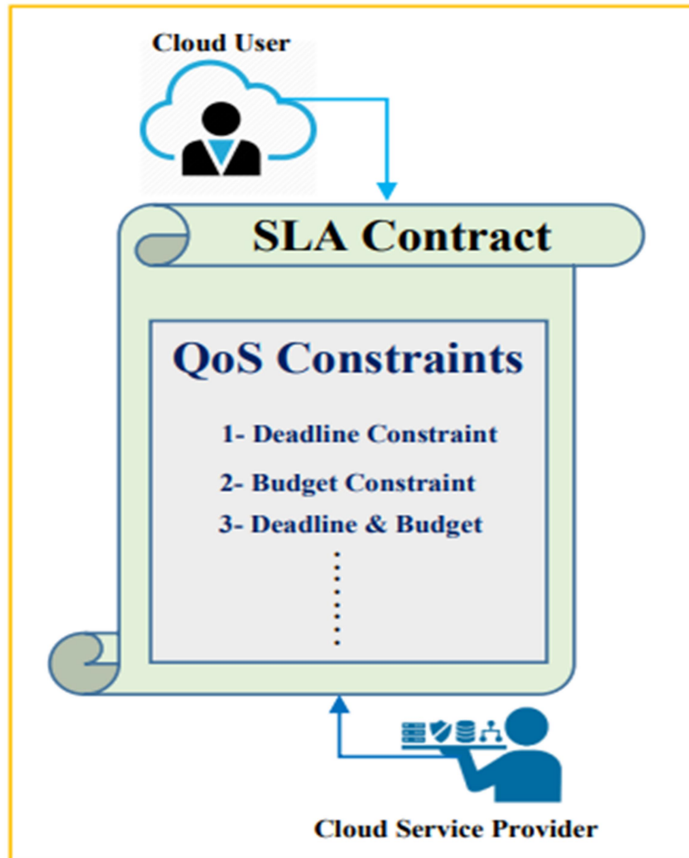 Cloud User
SLA Contract
QoS Constraints
1- Deadline Constraint
2- Budget Constraint
3- Deadline & Budget
Cloud Service Provider